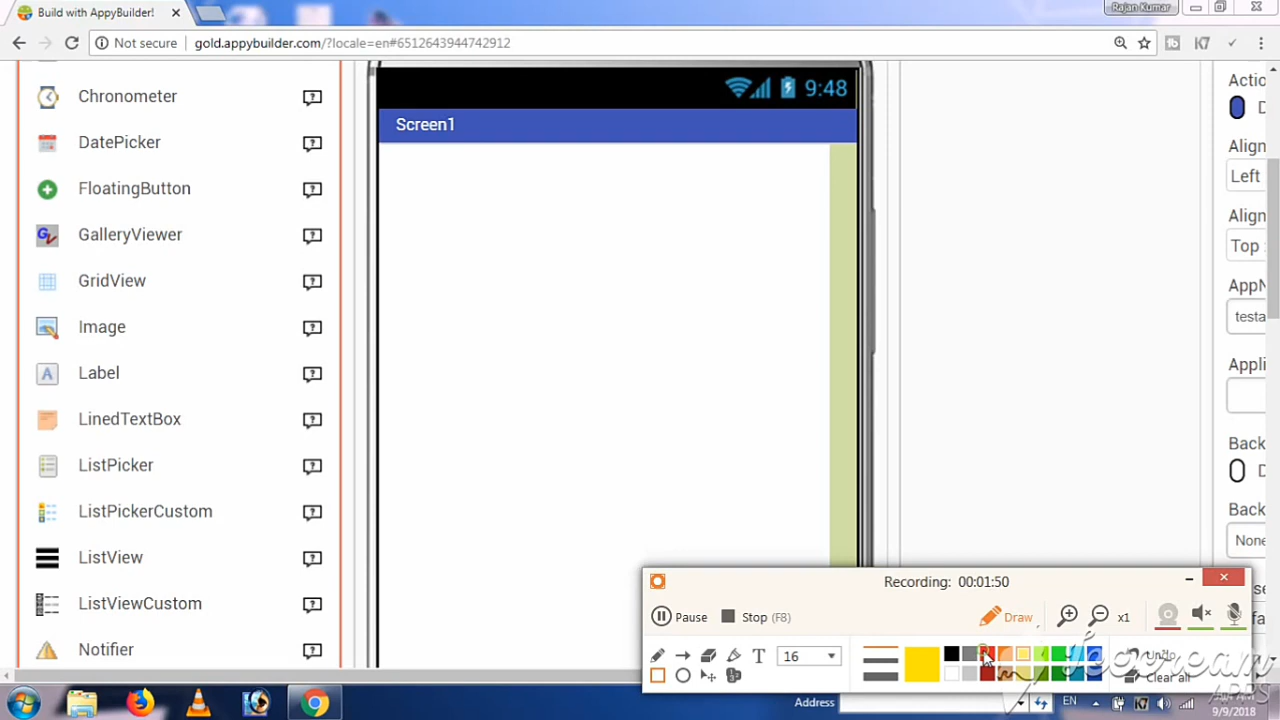 Build with AppyBuilder!
Rajan Kumar
Not secure
gold.appybuilder.com/?locale=en#6512643944742912
Chronometer
DatePicker
FloatingButton
GalleryViewer
GridView
Image
Label
LinedTextBox
ListPicker
ListPickerCustom
ListView
ListViewCustom
Notifier
9:48
Screen1
Actio
D
Align
Left
Align
Top
AppN
testa
Appli
Back
D
Back
None
Recording: 00:01:50
Pause
Stop (F8)
Draw
x1
T
16
Undo
Clear all
Icecream
APPS
Address
EN
9/9/2018